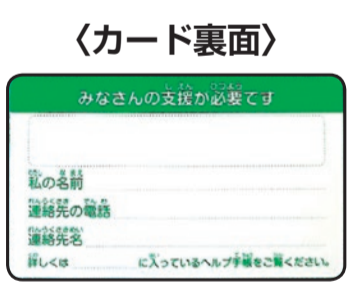 〈カード裏面〉
みなさんの支援が必要です
私の名前
連絡先の電話
連絡先名
詳しくは　　　　に入っているヘルプ手帳をご覧ください。